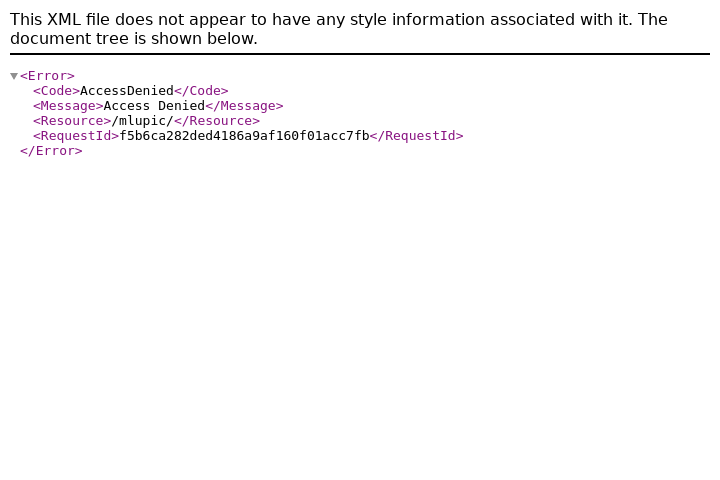 This XML file does not appear to have any style information associated with it. The
document tree is shown below.
<Error>
<Code>AccessDenied</Code>
<Message>Access Denied</Message>
<Resource>/mlupic/</Resource>
<RequestId>f5b6ca282ded4186a9af160f01acc7fb</RequestId>
</Error>